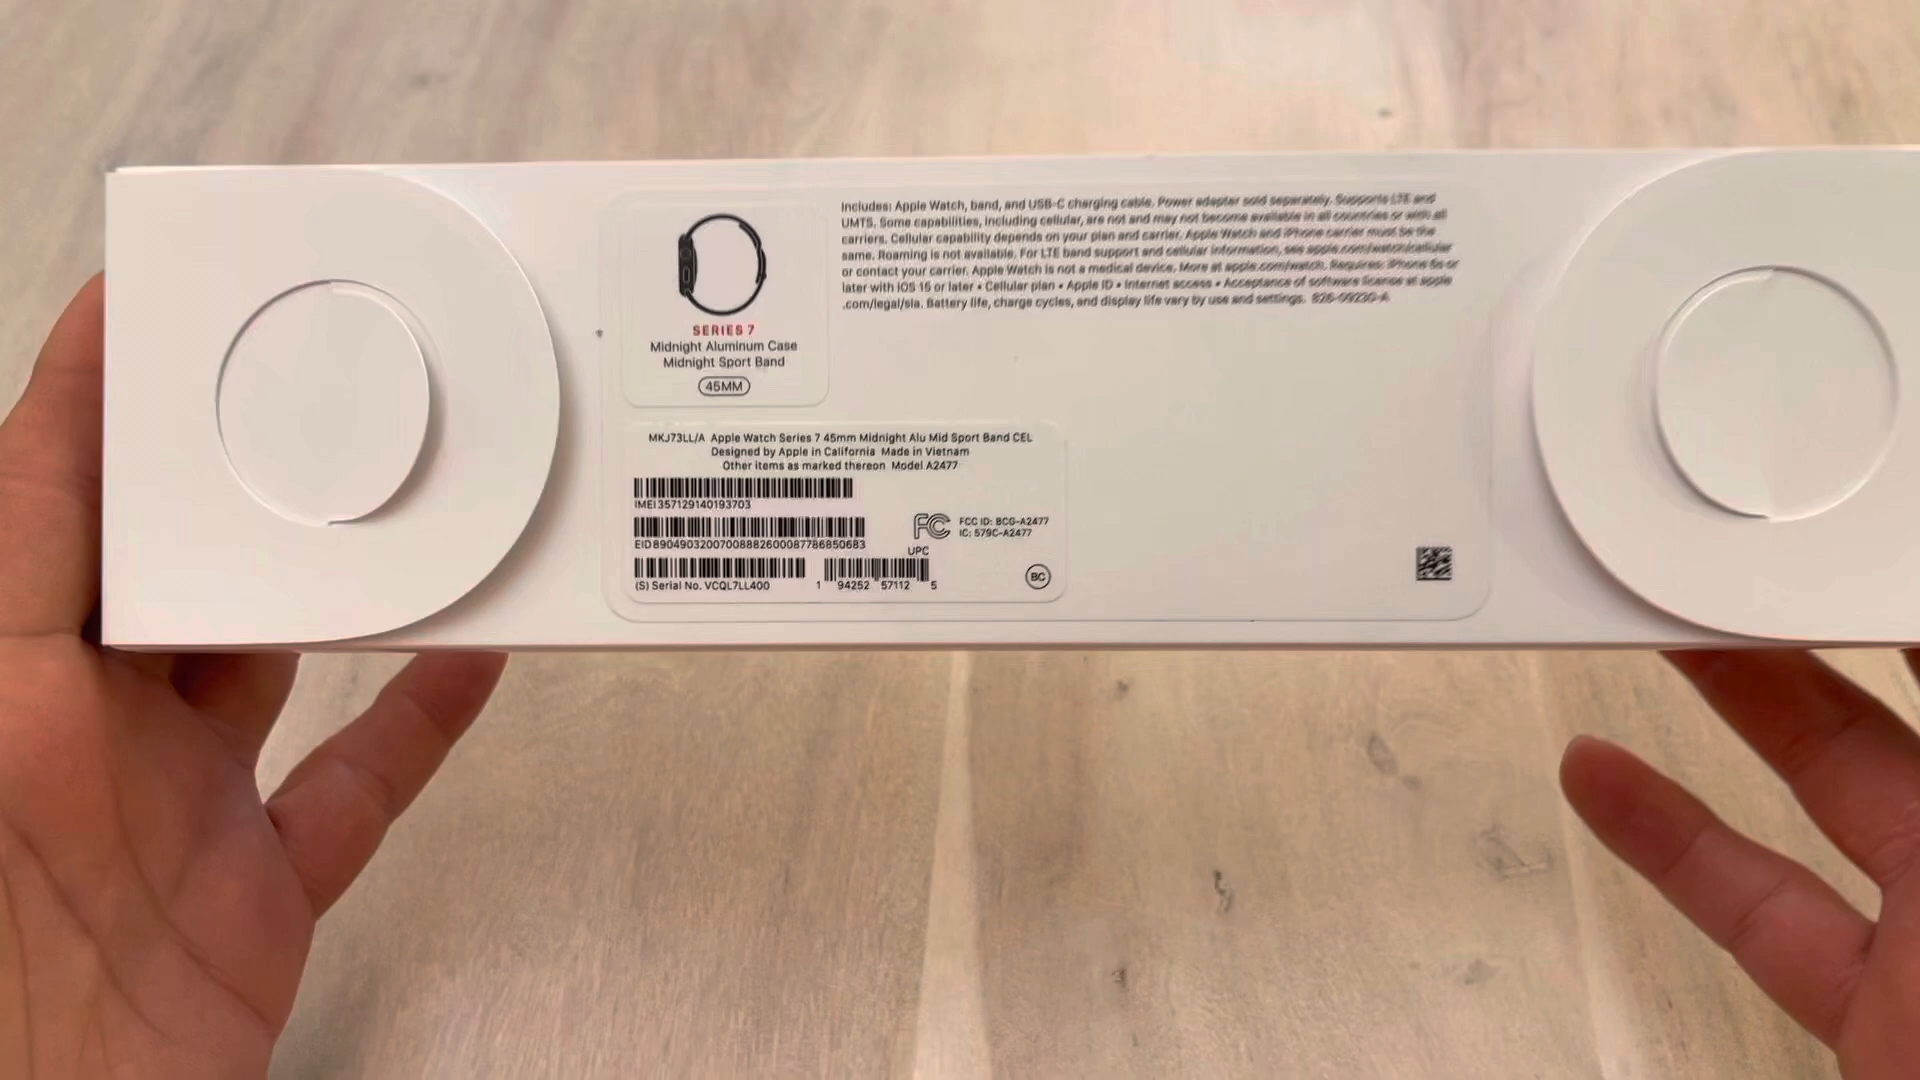 Includes: Apple Watch, band, and USB-C charging cable. Power adapter sold separately. Supports LTE and
UMTS. Some capabilities, including cellular, are not and may not become available in all countries or with all
carriers. Cellular capability depends on your plan and carrier. Apple Watch and iPhone carrier must be the
same. Roaming is not available. For LTE band support and cellular information, see apple.com/watch/cellular
or contact your carrier. Apple Watch is not a medical device. More at apple.com/watch. Requires: iPhone 6s or
later with iOS 15 or later • Cellular plan • Apple ID • Internet access • Acceptance of software license at apple
.com/legal/sla. Battery life, charge cycles, and display life vary by use and settings.
SERIES 7
Midnight Aluminum Case
Midnight Sport Band
45MM
MKJ73LL/A Apple Watch Series 7 45mm Midnight Alu Mid Sport Band CEL
Designed by Apple in California Made in Vietnam
Other items as marked thereon Model A2477
IMEI 357129140193703
FC FCC ID: BCG-A2477
IC: 579C-A2477
EID 89049032007008882600087786850683
UPC
(S) Serial No. VCQL7LL400
1 94252 57112 5
BC